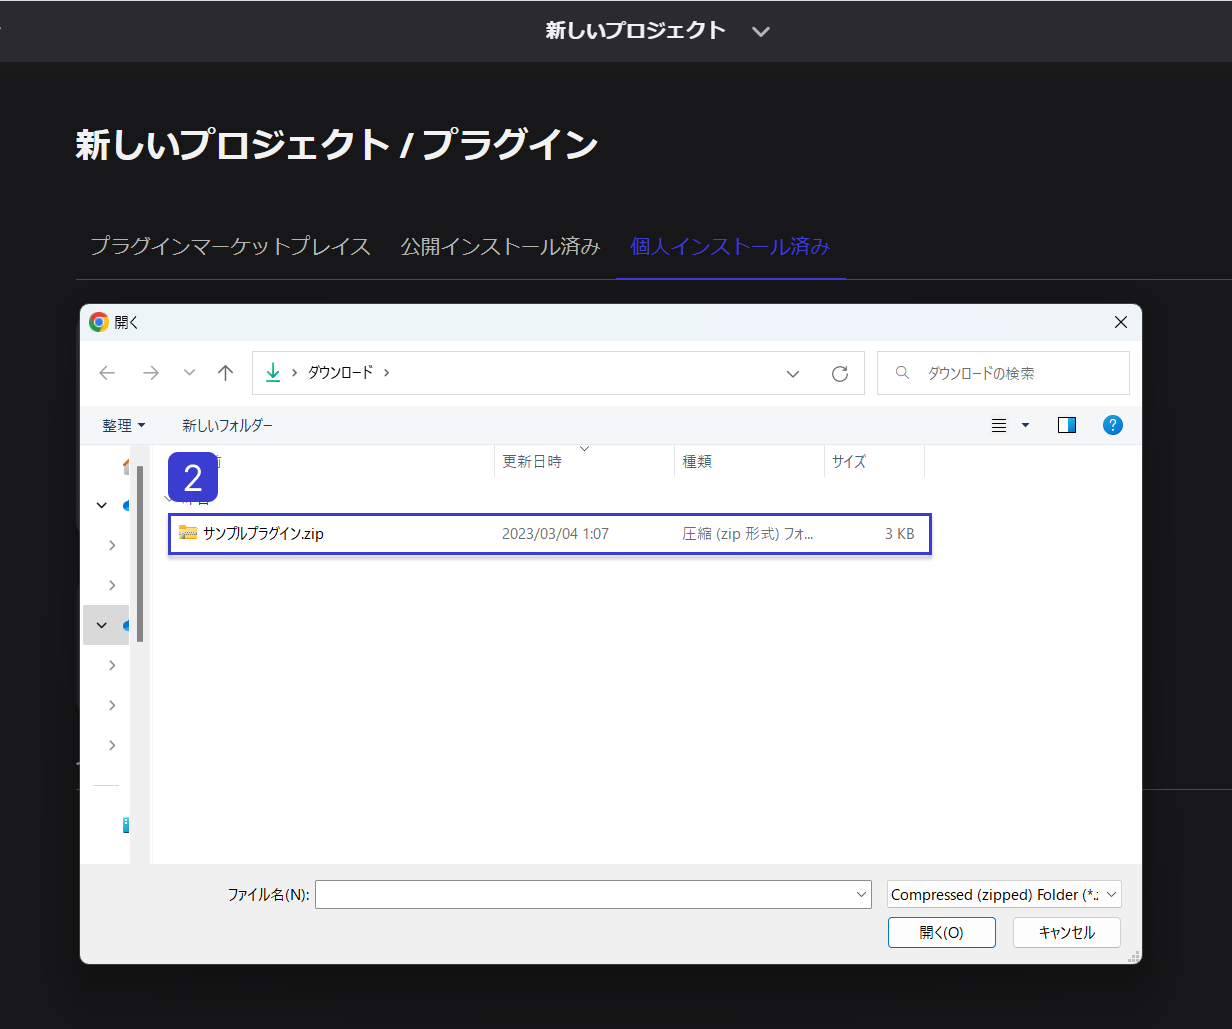 新しいプロジェクト
新しいプロジェクト / プラグイン
プラグインマーケットプレイス 公開インストール済み 個人インストール済み
開く
ダウンロード
ダウンロードの検索
整理 新しいフォルダー
前 更新日時 種類 サイズ
2
サンプルプラグイン.zip 2023/03/04 1:07 圧縮 (zip 形式) フォ... 3 KB
ファイル名(N): Compressed (zipped) Folder (*.z
開く(O) キャンセル